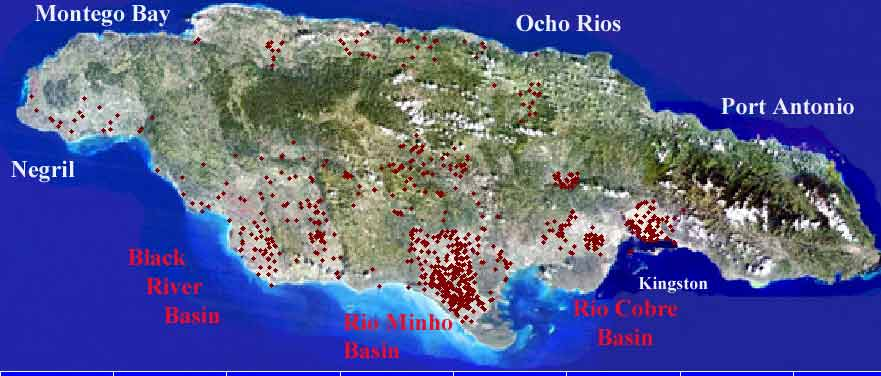 Montego Bay
Ocho Rios
Port Antonio
Negril
Black
River
Basin
Kingston
Rio Minho
Basin
Rio Cobre
Basin